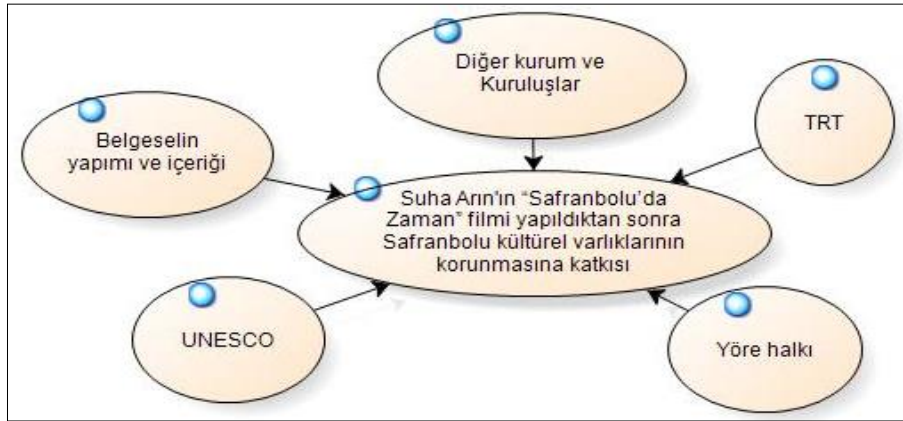 Diğer kurum ve
Kuruluşlar
TRT
Belgeselin
yapımı ve içeriği
Suha Arın'ın “Safranbolu’da
Zaman” filmi yapıldıktan sonra
Safranbolu kültürel varlıklarının
korunmasına katkısı
UNESCO
Yöre halkı